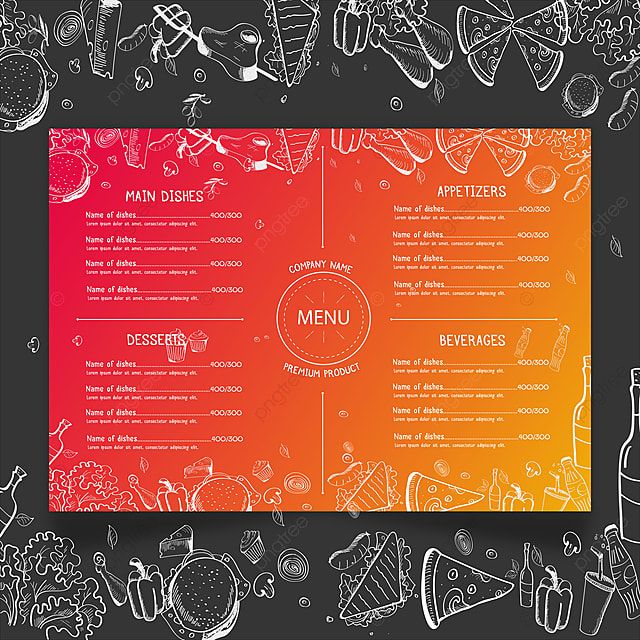 MAIN DISHES
Name of dishes 400/300
Lorem ipsum dolor sit amet, consectetur adipiscing elit.
Name of dishes 400/300
Lorem ipsum dolor sit amet, consectetur adipiscing elit.
Name of dishes 400/300
Lorem ipsum dolor sit amet, consectetur adipiscing elit.
Name of dishes 400/300
Lorem ipsum dolor sit amet, consectetur adipiscing elit.
DESSERTS
Name of dishes 400/300
Lorem ipsum dolor sit amet, consectetur adipiscing elit.
Name of dishes 400/300
Lorem ipsum dolor sit amet, consectetur adipiscing elit.
Name of dishes 400/300
Lorem ipsum dolor sit amet, consectetur adipiscing elit.
Name of dishes 400/300
Lorem ipsum dolor sit amet, consectetur adipiscing elit.
COMPANY NAME
MENU
PREMIUM PRODUCT
APPETIZERS
Name of dishes 400/300
Lorem ipsum dolor sit amet, consectetur adipiscing elit.
Name of dishes 400/300
Lorem ipsum dolor sit amet, consectetur adipiscing elit.
Name of dishes 400/300
Lorem ipsum dolor sit amet, consectetur adipiscing elit.
Name of dishes 400/300
Lorem ipsum dolor sit amet, consectetur adipiscing elit.
BEVERAGES
Name of dishes 400/300
Lorem ipsum dolor sit amet, consectetur adipiscing elit.
Name of dishes 400/300
Lorem ipsum dolor sit amet, consectetur adipiscing elit.
Name of dishes 400/300
Lorem ipsum dolor sit amet, consectetur adipiscing elit.
Name of dishes 400/300
Lorem ipsum dolor sit amet, consectetur adipiscing elit.
pngtree